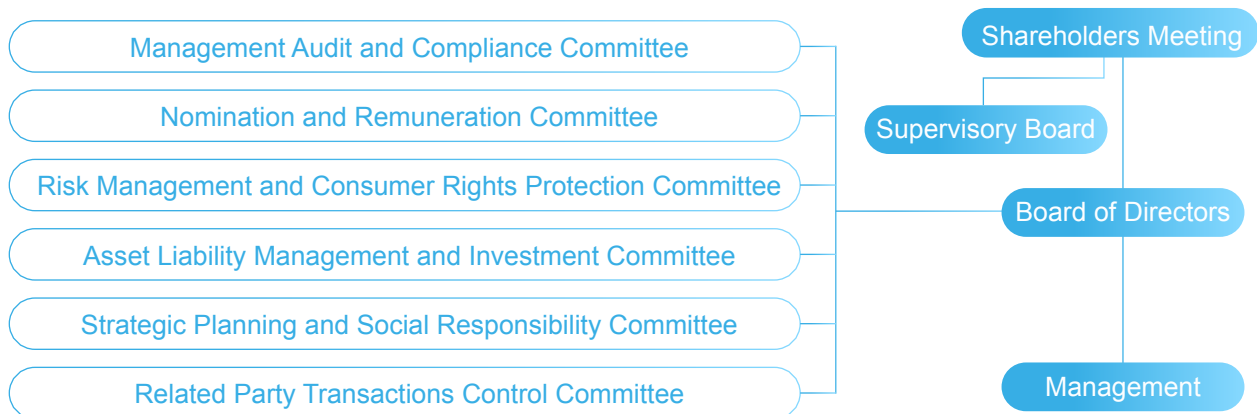 Management Audit and Compliance Committee
Nomination and Remuneration Committee
Risk Management and Consumer Rights Protection Committee
Asset Liability Management and Investment Committee
Strategic Planning and Social Responsibility Committee
Related Party Transactions Control Committee
Shareholders Meeting
Supervisory Board
Board of Directors
Management